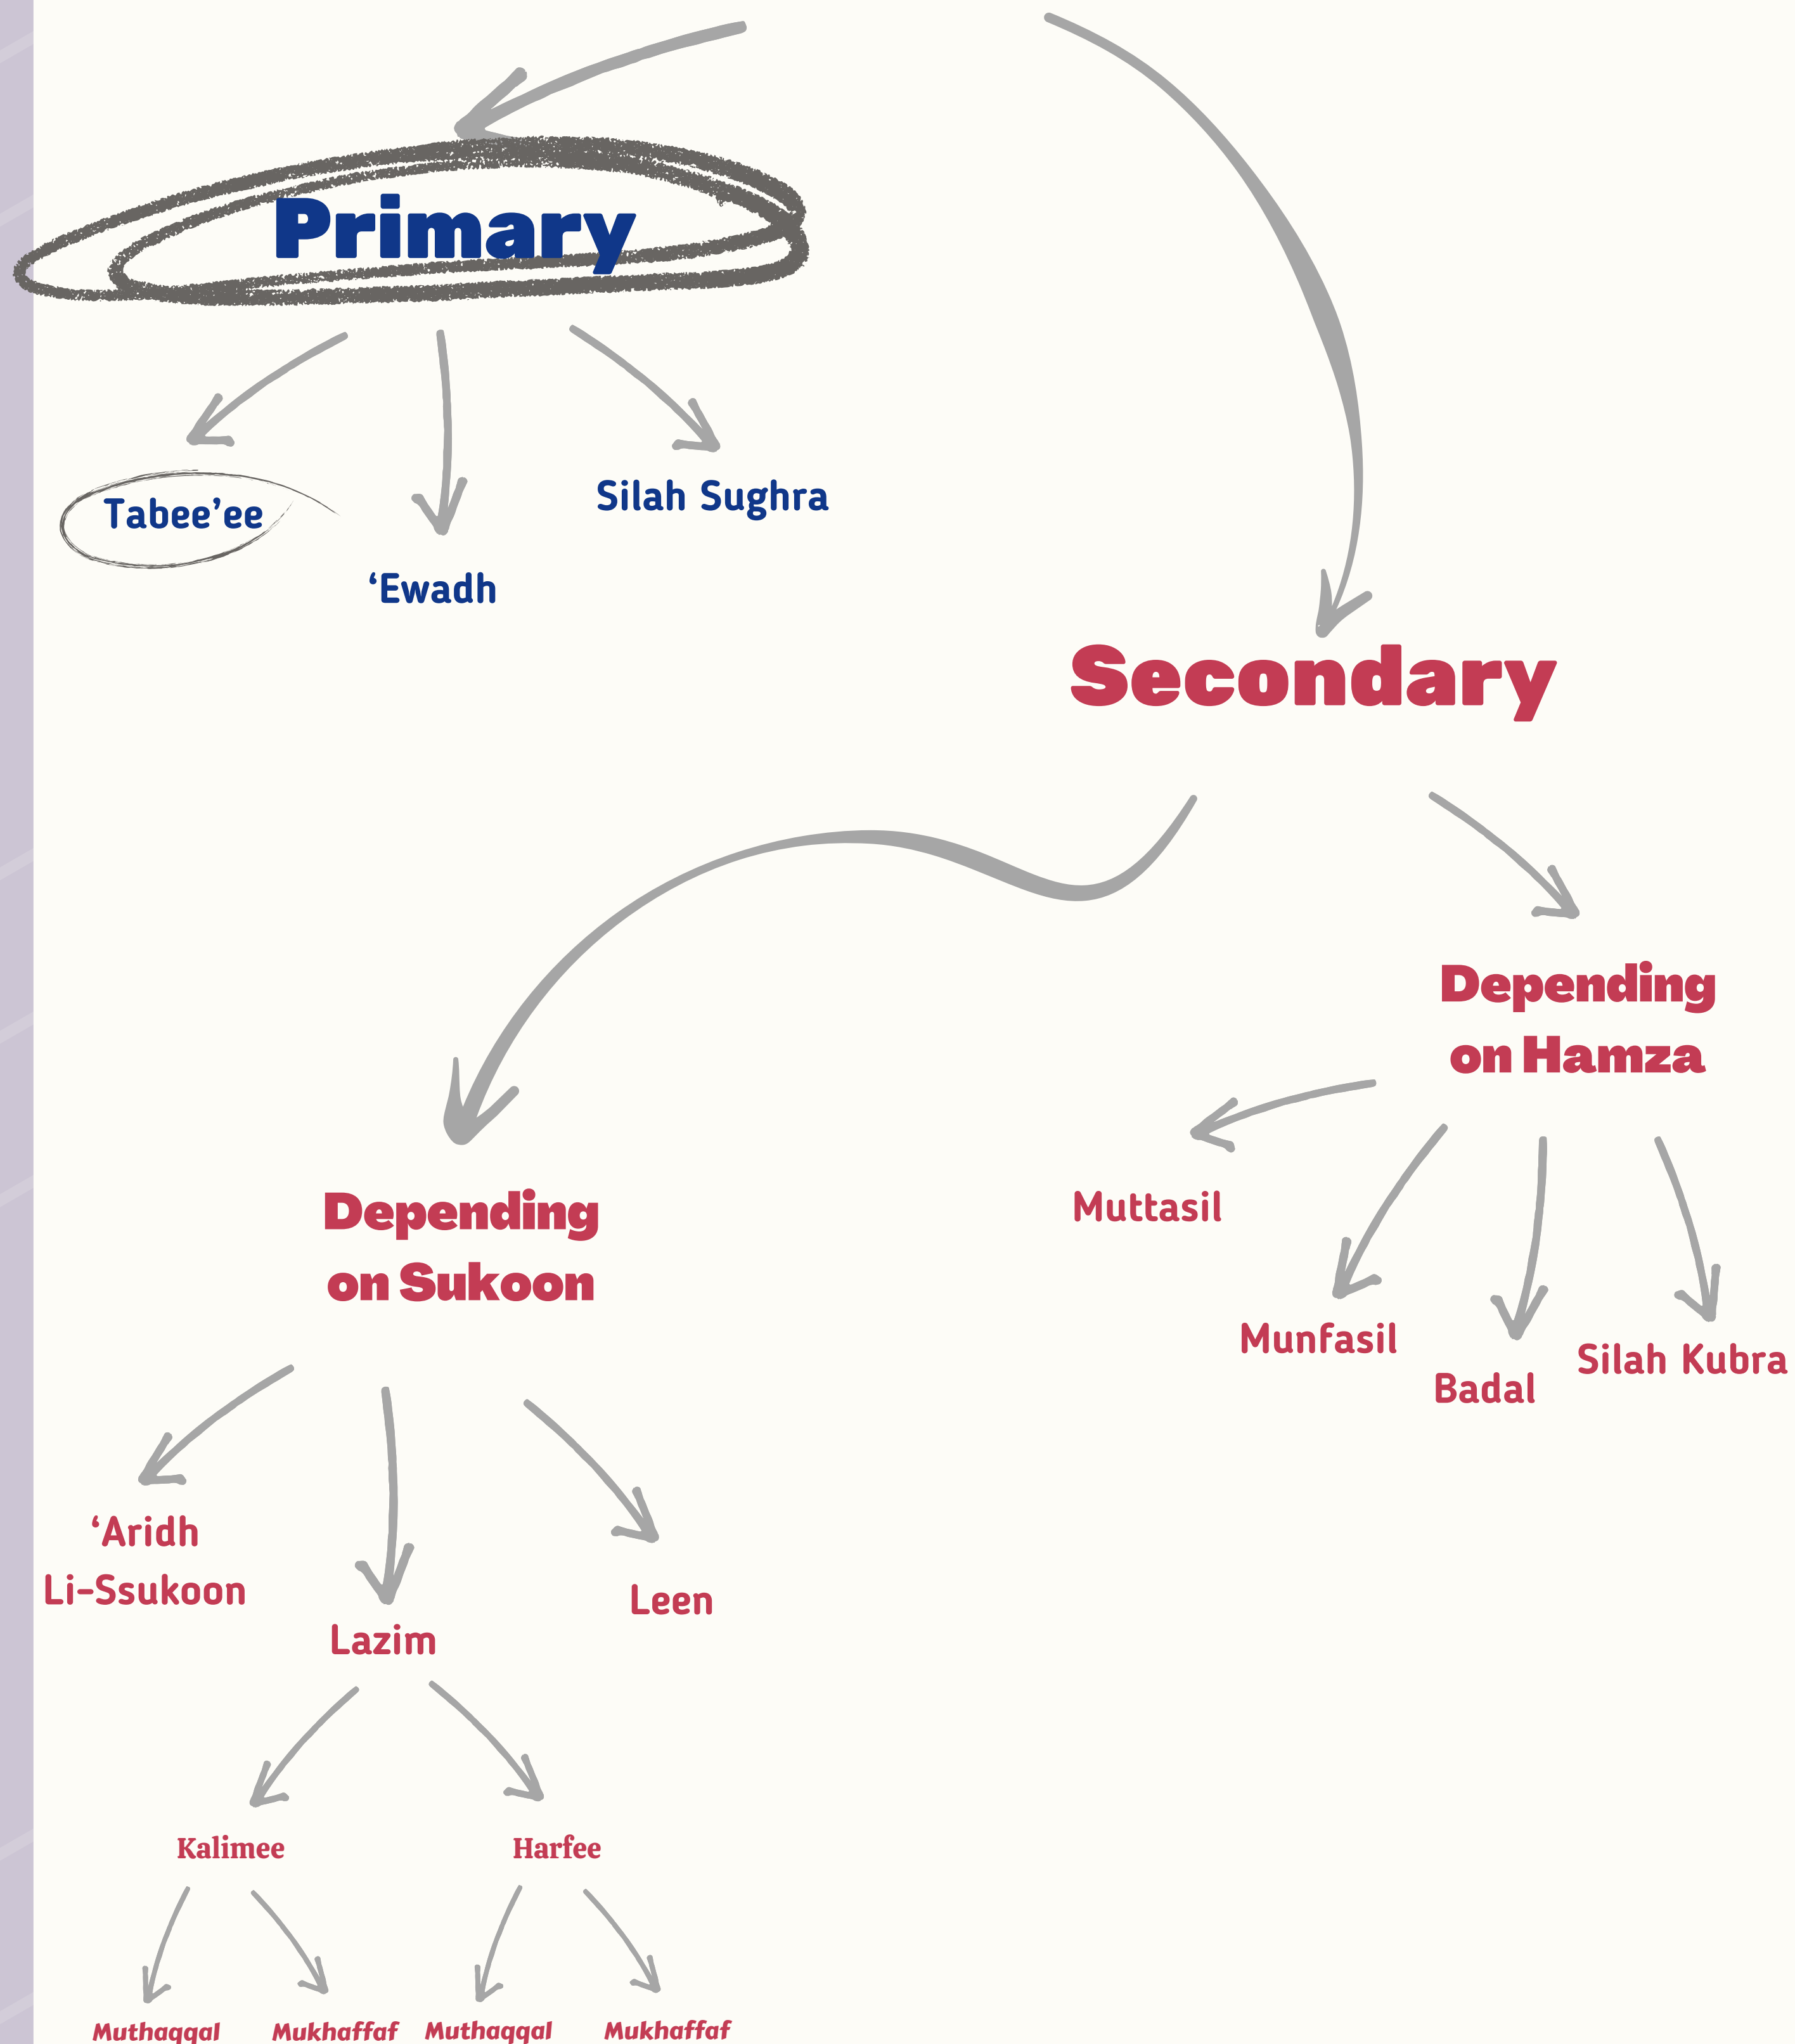 Primary
Tabee’ee
‘Ewadh
Silah Sughra
Secondary
Depending
on Hamza
Muttasil
Munfasil
Badal
Silah Kubra
Depending
on Sukoon
‘Aridh
Li-Ssukoon
Lazim
Leen
Kalimee
Harfee
Muthaqqal
Mukhaffaf
Muthaqqal
Mukhaffaf